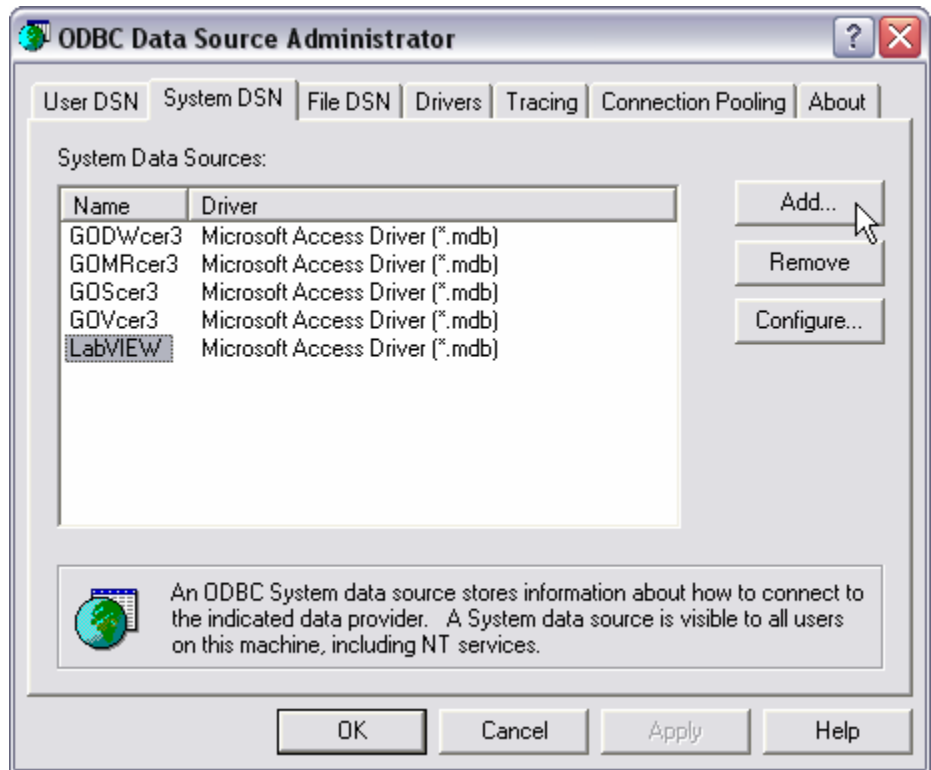 ODBC Data Source Administrator
User DSN System DSN File DSN Drivers Tracing Connection Pooling About
System Data Sources:
Name Driver
GODWcer3 Microsoft Access Driver (*.mdb)
GOMRcer3 Microsoft Access Driver (*.mdb)
GOScer3 Microsoft Access Driver (*.mdb)
GOVcer3 Microsoft Access Driver (*.mdb)
LabVIEW Microsoft Access Driver (*.mdb)
Add...
Remove
Configure...
An ODBC System data source stores information about how to connect to
the indicated data provider. A System data source is visible to all users
on this machine, including NT services.
OK Cancel Apply Help